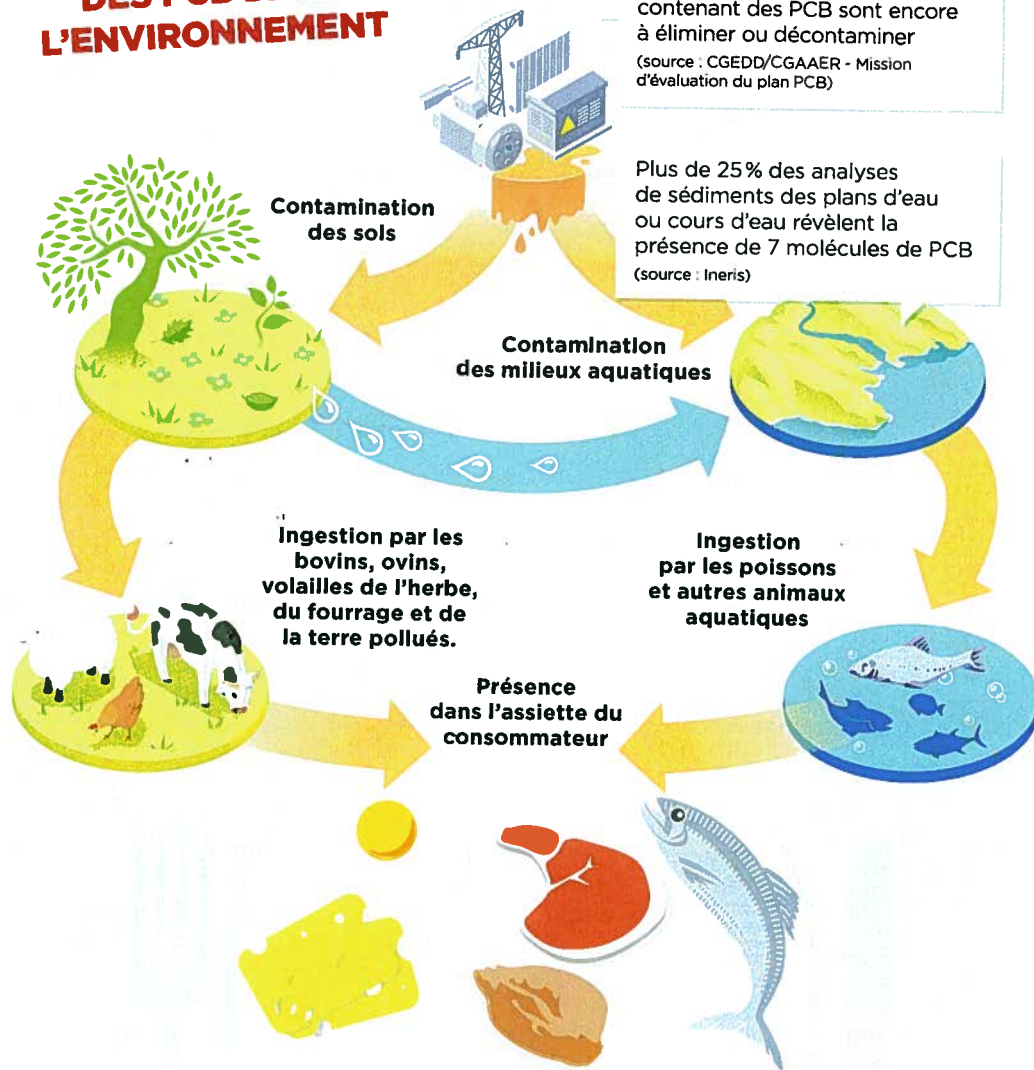 L'ENVIRONNEMENT
contenant des PCB sont encore
à éliminer ou décontaminer
(source : CGEDD/CGAAER - Mission
d'évaluation du plan PCB)
Plus de 25% des analyses
de sédiments des plans d'eau
ou cours d'eau révèlent la
présence de 7 molécules de PCB
(source : Ineris)
Contamination
des sols
Contamination
des milieux aquatiques
Ingestion par les
bovins, ovins,
volailles de l'herbe,
du fourrage et de
la terre pollués.
Ingestion
par les poissons
et autres animaux
aquatiques
Présence
dans l'assiette du
consommateur